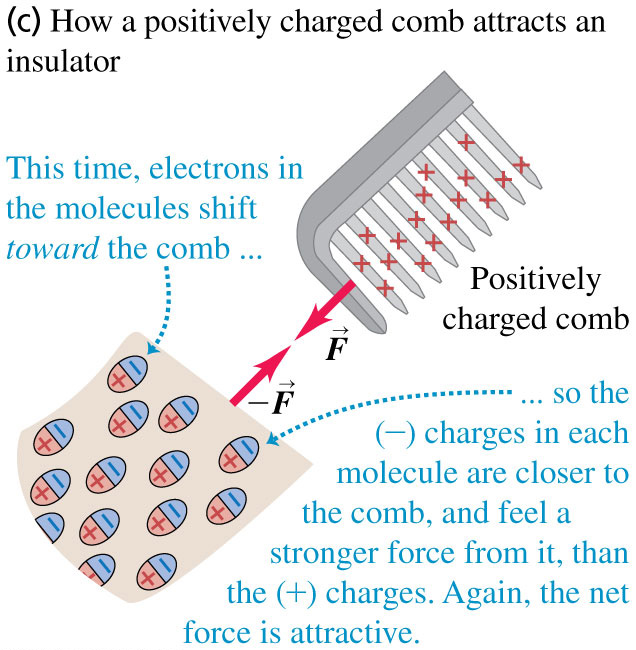 (c) How a positively charged comb attracts an
insulator
This time, electrons in
the molecules shift
toward the comb ...
Positively
charged comb
F⃗
−F⃗
... so the
(−) charges in each
molecule are closer to
the comb, and feel a
stronger force from it, than
the (+) charges. Again, the net
force is attractive.